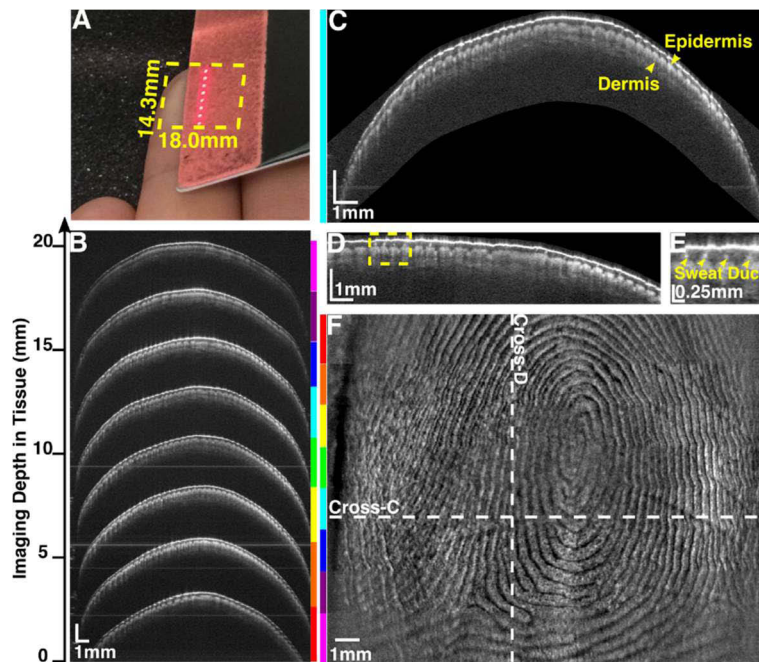 A
14.3mm
18.0mm
B
Imaging Depth in Tissue (mm)
20
15
10
5
0
1mm
C
Epidermis
Dermis
1mm
D
1mm
E
Sweat Duc
0.25mm
F
Cross-D
Cross-C
1mm